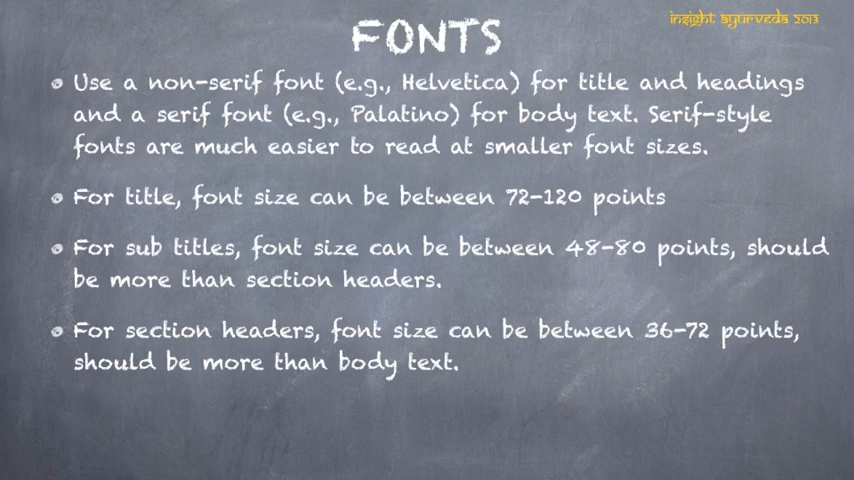 insight ayurveda 2013
FONTS
Use a non-serif font (e.g., Helvetica) for title and headings
and a serif font (e.g., Palatino) for body text. Serif-style
fonts are much easier to read at smaller font sizes.
For title, font size can be between 72-120 points
For sub titles, font size can be between 48-80 points, should
be more than section headers.
For section headers, font size can be between 36-72 points,
should be more than body text.